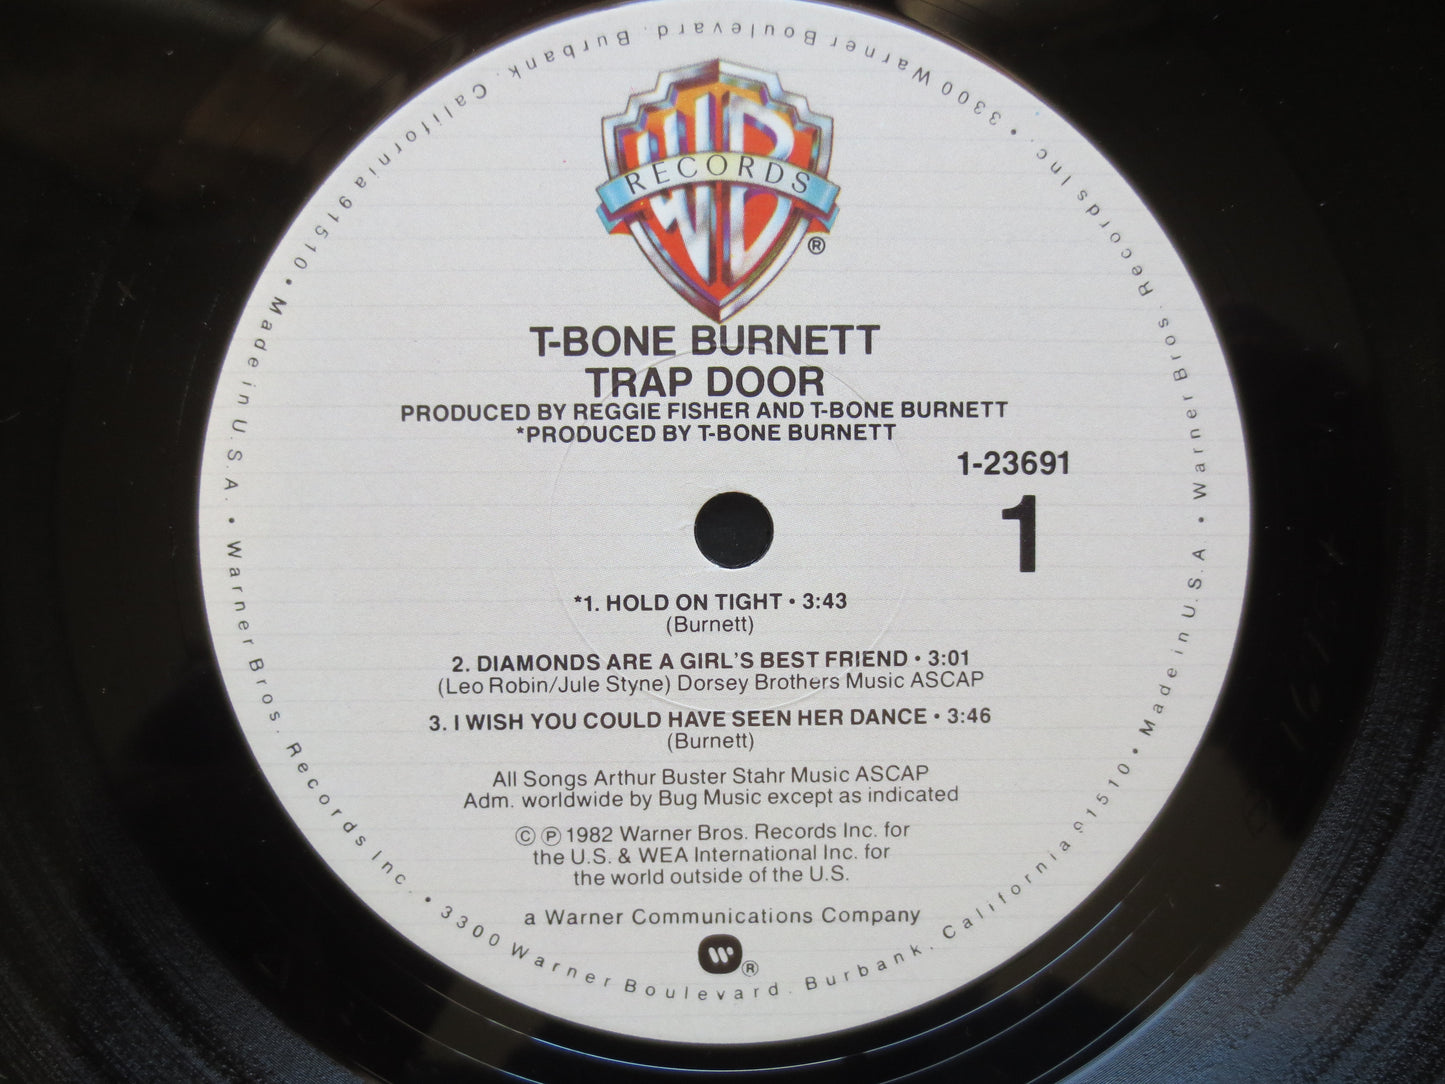 WB
RECORDS
®
T-BONE BURNETT
TRAP DOOR
PRODUCED BY REGGIE FISHER AND T-BONE BURNETT
*PRODUCED BY T-BONE BURNETT
1-23691
1
*1. HOLD ON TIGHT • 3:43
(Burnett)
2. DIAMONDS ARE A GIRL'S BEST FRIEND • 3:01
(Leo Robin/Jule Styne) Dorsey Brothers Music ASCAP
3. I WISH YOU COULD HAVE SEEN HER DANCE • 3:46
(Burnett)
All Songs Arthur Buster Stahr Music ASCAP
Adm. worldwide by Bug Music except as indicated
© ℗ 1982 Warner Bros. Records Inc. for
the U.S. & WEA International Inc. for
the world outside of the U.S.
a Warner Communications Company
®
Made in U.S.A. • Warner Bros. Records Inc. • 3300 Warner Boulevard. Burbank. California 91510 • Made in U.S.A. • Warner Bros. Records Inc. • 3300 Warner Boulevard. Burbank. California 91510 •